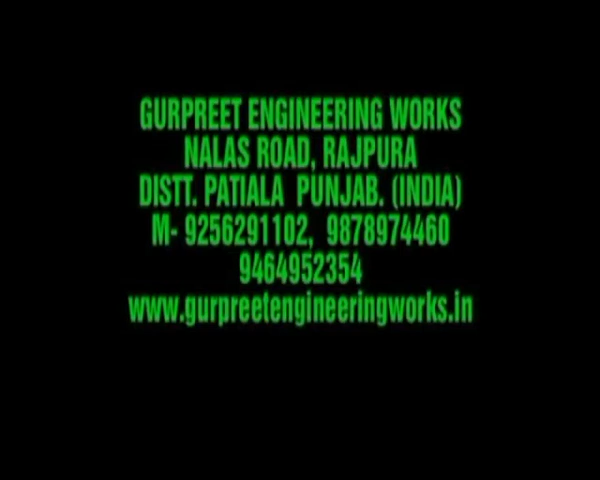 GURPREET ENGINEERING WORKS
NALAS ROAD, RAJPURA
DISTT. PATIALA PUNJAB. (INDIA)
M- 9256291102, 9878974460
9464952354
www.gurpreetengineeringworks.in